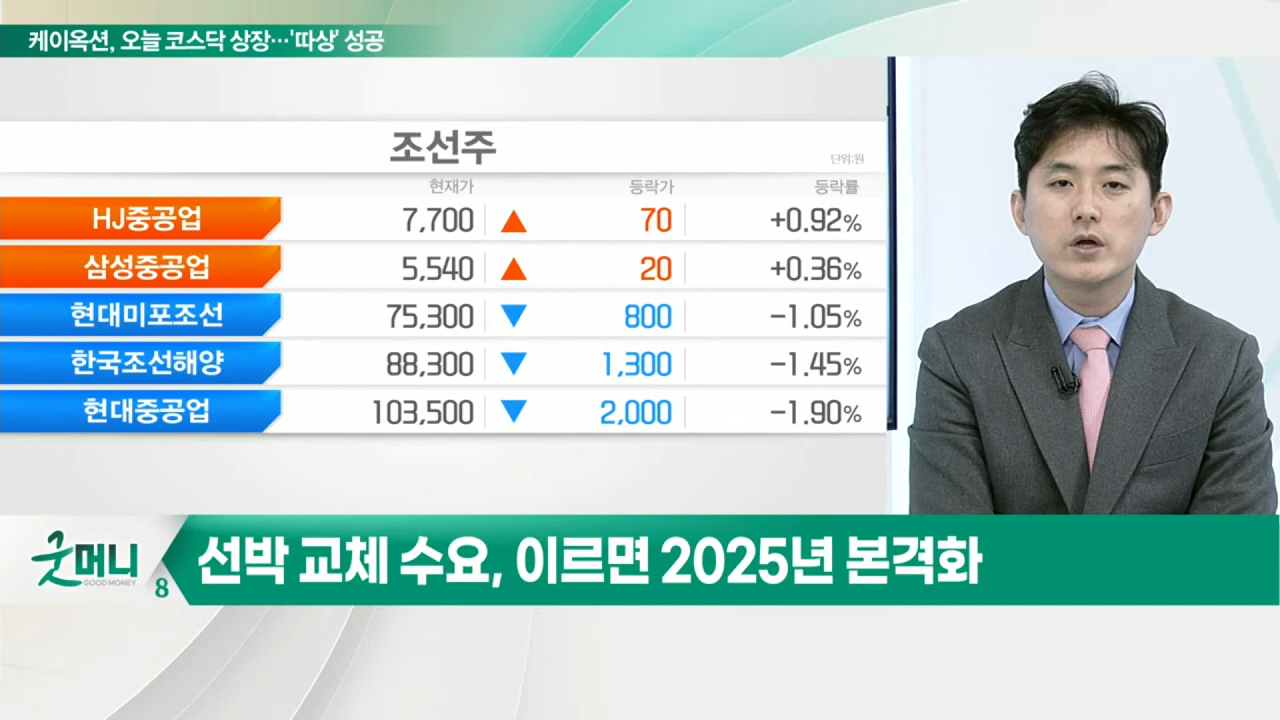 케이옥션, 오늘 코스닥 상장…'따상' 성공
조선주
단위:원
현재가 등락가 등락률
HJ중공업 7,700 ▲ 70 +0.92%
삼성중공업 5,540 ▲ 20 +0.36%
현대미포조선 75,300 ▼ 800 -1.05%
한국조선해양 88,300 ▼ 1,300 -1.45%
현대중공업 103,500 ▼ 2,000 -1.90%
굿머니
GOOD MONEY
8
선박 교체 수요, 이르면 2025년 본격화